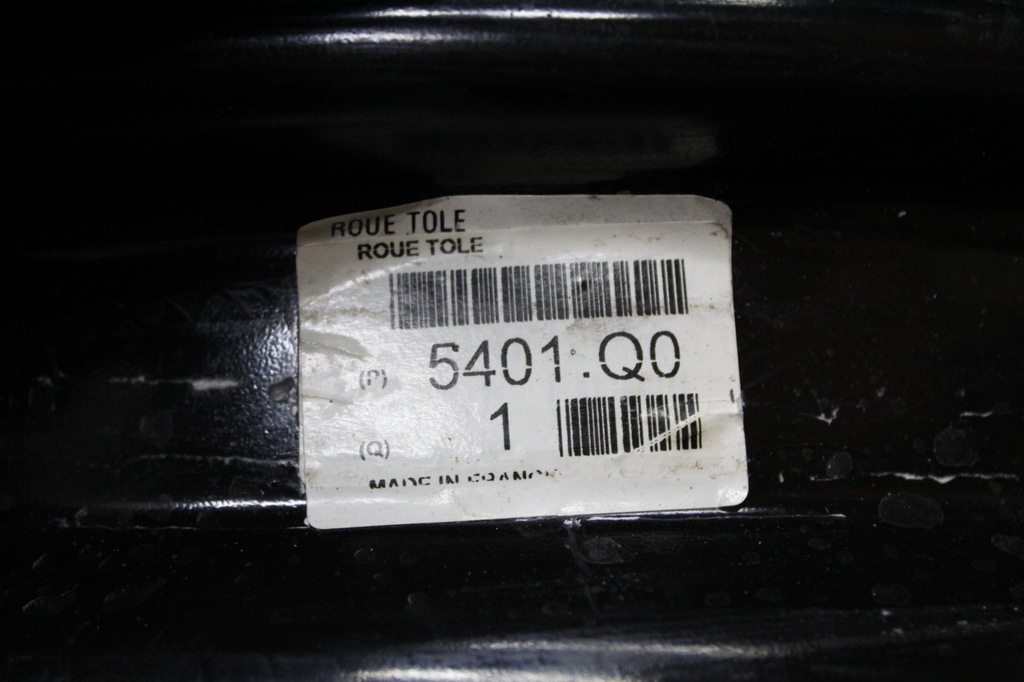 ROUE TOLE
ROUE TOLE
(P) 5401.Q0
(Q) 1
MADE IN FRANCE